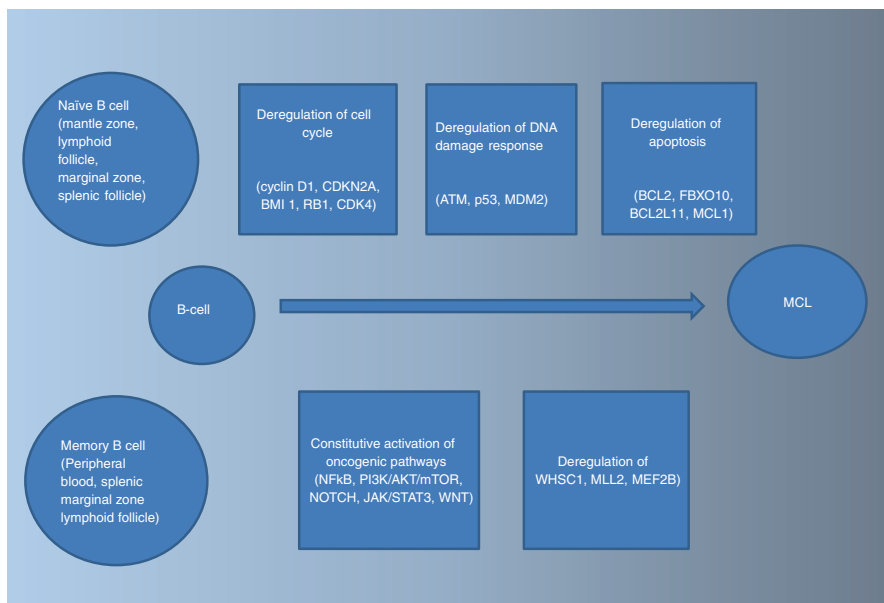 Naïve B cell
(mantle zone,
lymphoid
follicle,
marginal zone,
splenic follicle)
Deregulation of cell
cycle
(cyclin D1, CDKN2A,
BMI 1, RB1, CDK4)
Deregulation of DNA
damage response
(ATM, p53, MDM2)
Deregulation of
apoptosis
(BCL2, FBXO10,
BCL2L11, MCL1)
B-cell
MCL
Memory B cell
(Peripheral
blood, splenic
marginal zone
lymphoid follicle)
Constitutive activation of
oncogenic pathways
(NFkB, PI3K/AKT/mTOR,
NOTCH, JAK/STAT3, WNT)
Deregulation of
WHSC1, MLL2, MEF2B)